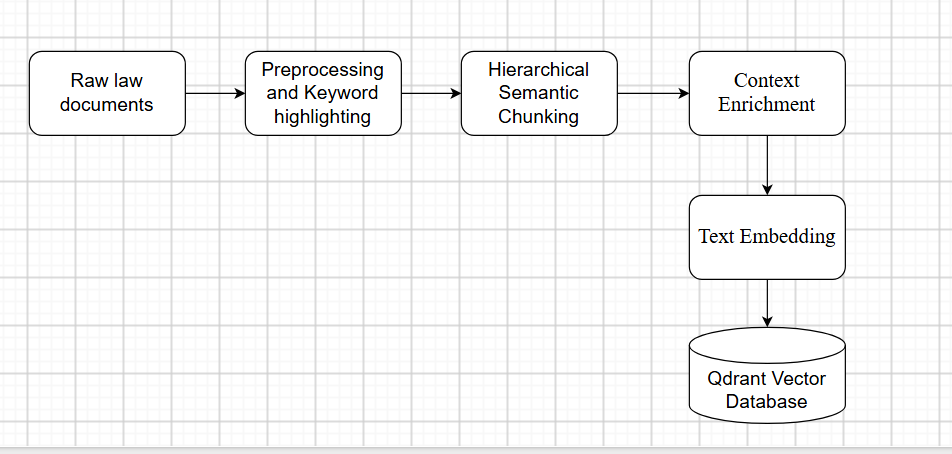 Raw law
documents
Preprocessing
and Keyword
highlighting
Hierarchical
Semantic
Chunking
Context
Enrichment
Text Embedding
Qdrant Vector
Database